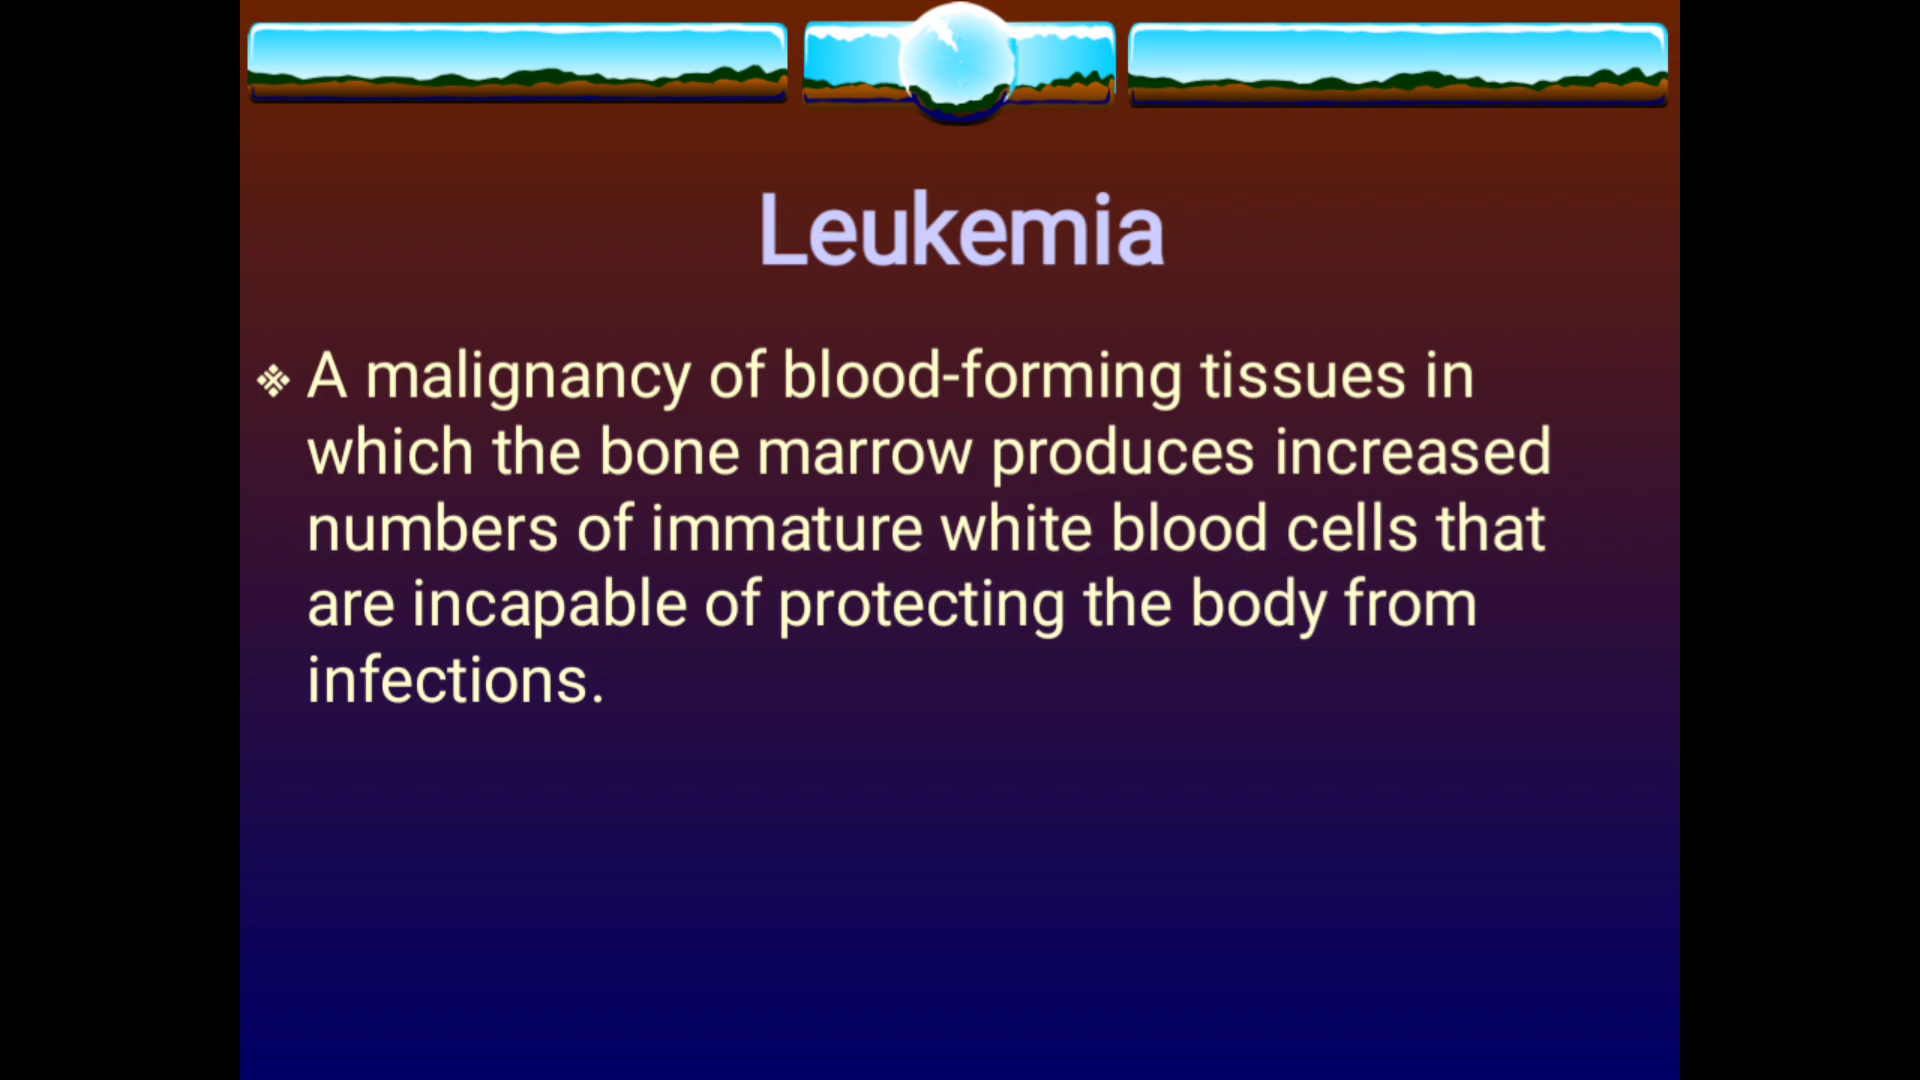 Leukemia
❖ A malignancy of blood-forming tissues in
which the bone marrow produces increased
numbers of immature white blood cells that
are incapable of protecting the body from
infections.